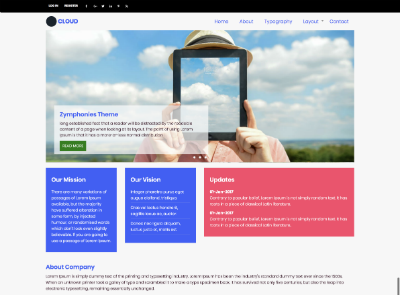 LOG IN REGISTER
CLOUD
Home About Typography Layout Contact
Zymphonies Theme
long established fact that a reader will be distracted by the readable
content of a page when looking at its layout. The point of using Lorem
Ipsum is that it has a more-or-less normal distribution
READ MORE
Our Mission
There are many variations of
passages of Lorem Ipsum
available, but the majority
have suffered alteration in
some form, by injected
humour, or randomised words
which don't look even slightly
believable. If you are going to
use a passage of Lorem Ipsum
Our Vision
Integer pharetra purus eget
Updates
Contrary to popular belief, Lorem Ipsum is not simply random text. It has
roots in a piece of classical Latin literature.
Contrary to popular belief, Lorem Ipsum is not simply random text. It has
roots in a piece of classical Latin literature.
About Company
Lorem Ipsum is simply dummy text of the printing and typesetting industry. Lorem Ipsum has been the industry's standard dummy text ever since the 1500s.
When an unknown printer took a galley of type and scrambled it to make a type specimen book. It has survived not only five centuries, but also the leap into
electronic typesetting, remaining essentially unchanged.